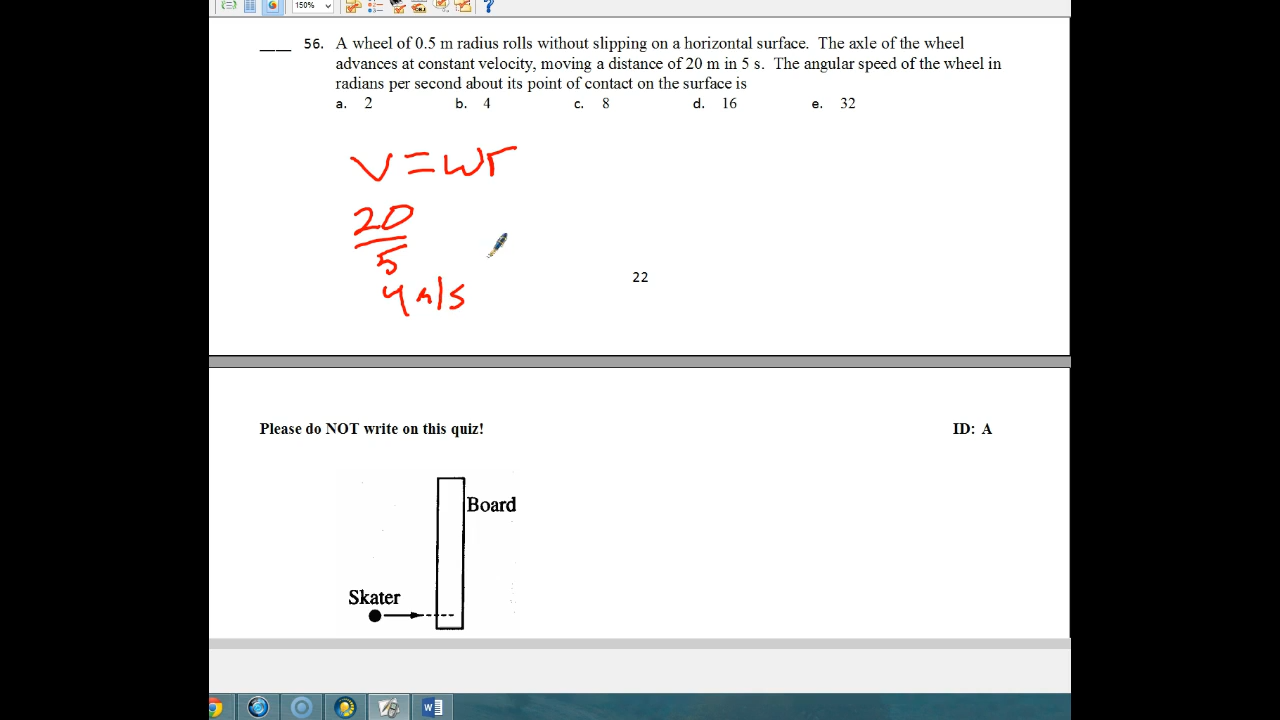 150%
____ 56. A wheel of 0.5 m radius rolls without slipping on a horizontal surface. The axle of the wheel
advances at constant velocity, moving a distance of 20 m in 5 s. The angular speed of the wheel in
radians per second about its point of contact on the surface is
a. 2 b. 4 c. 8 d. 16 e. 32
V = wr
20
5
4 m/s
22
Please do NOT write on this quiz! ID: A
Board
Skater